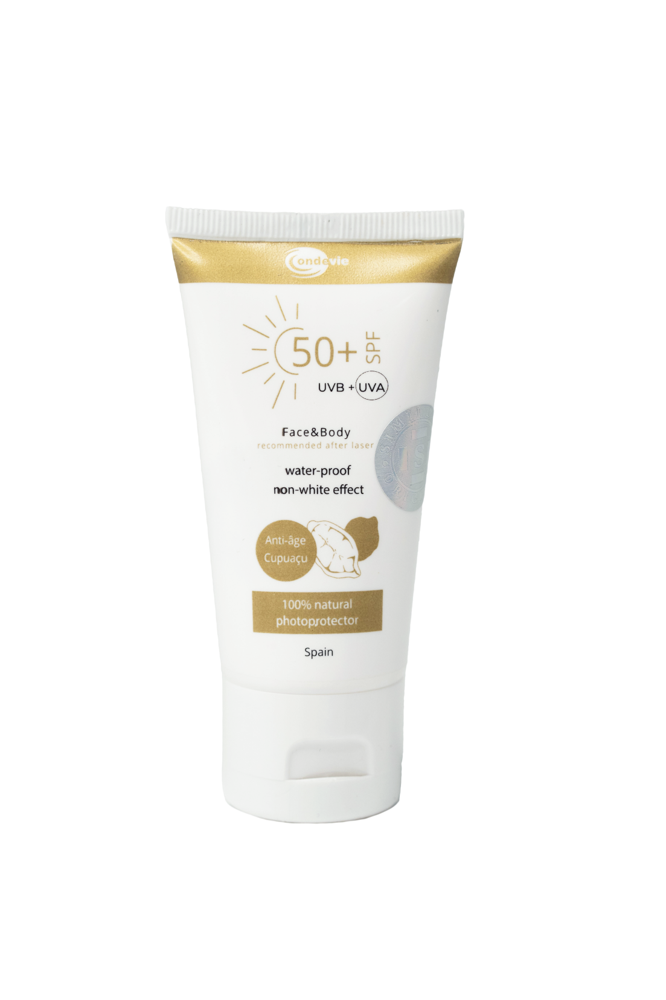 ondevie
50+ SPF
UVB + UVA
Face&Body
recommended after laser
water-proof
non-white effect
Anti-âge
Cupuaçu
100% natural
photoprotector
Spain